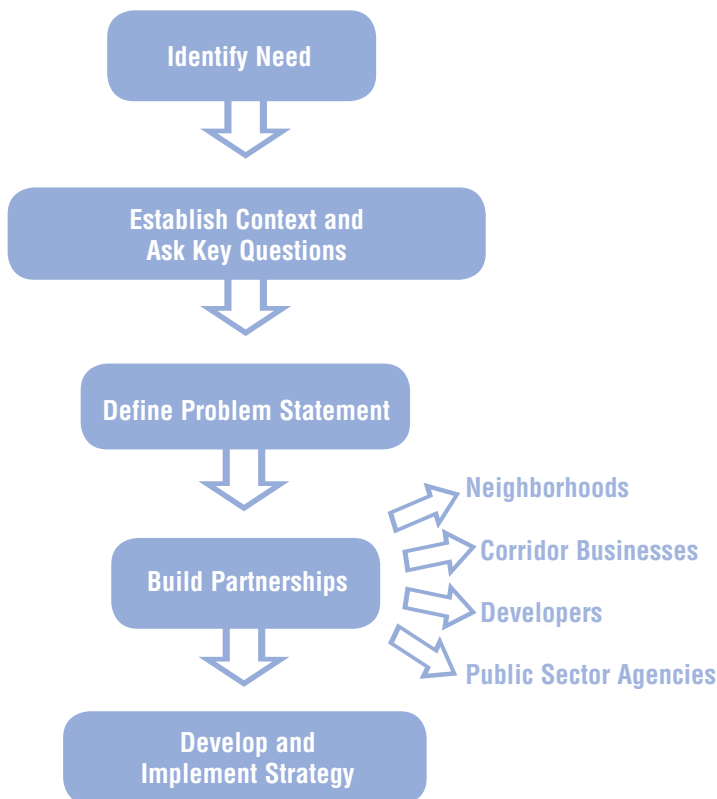 Identify Need
Establish Context and
Ask Key Questions
Define Problem Statement
Neighborhoods
Corridor Businesses
Build Partnerships
Developers
Public Sector Agencies
Develop and
Implement Strategy